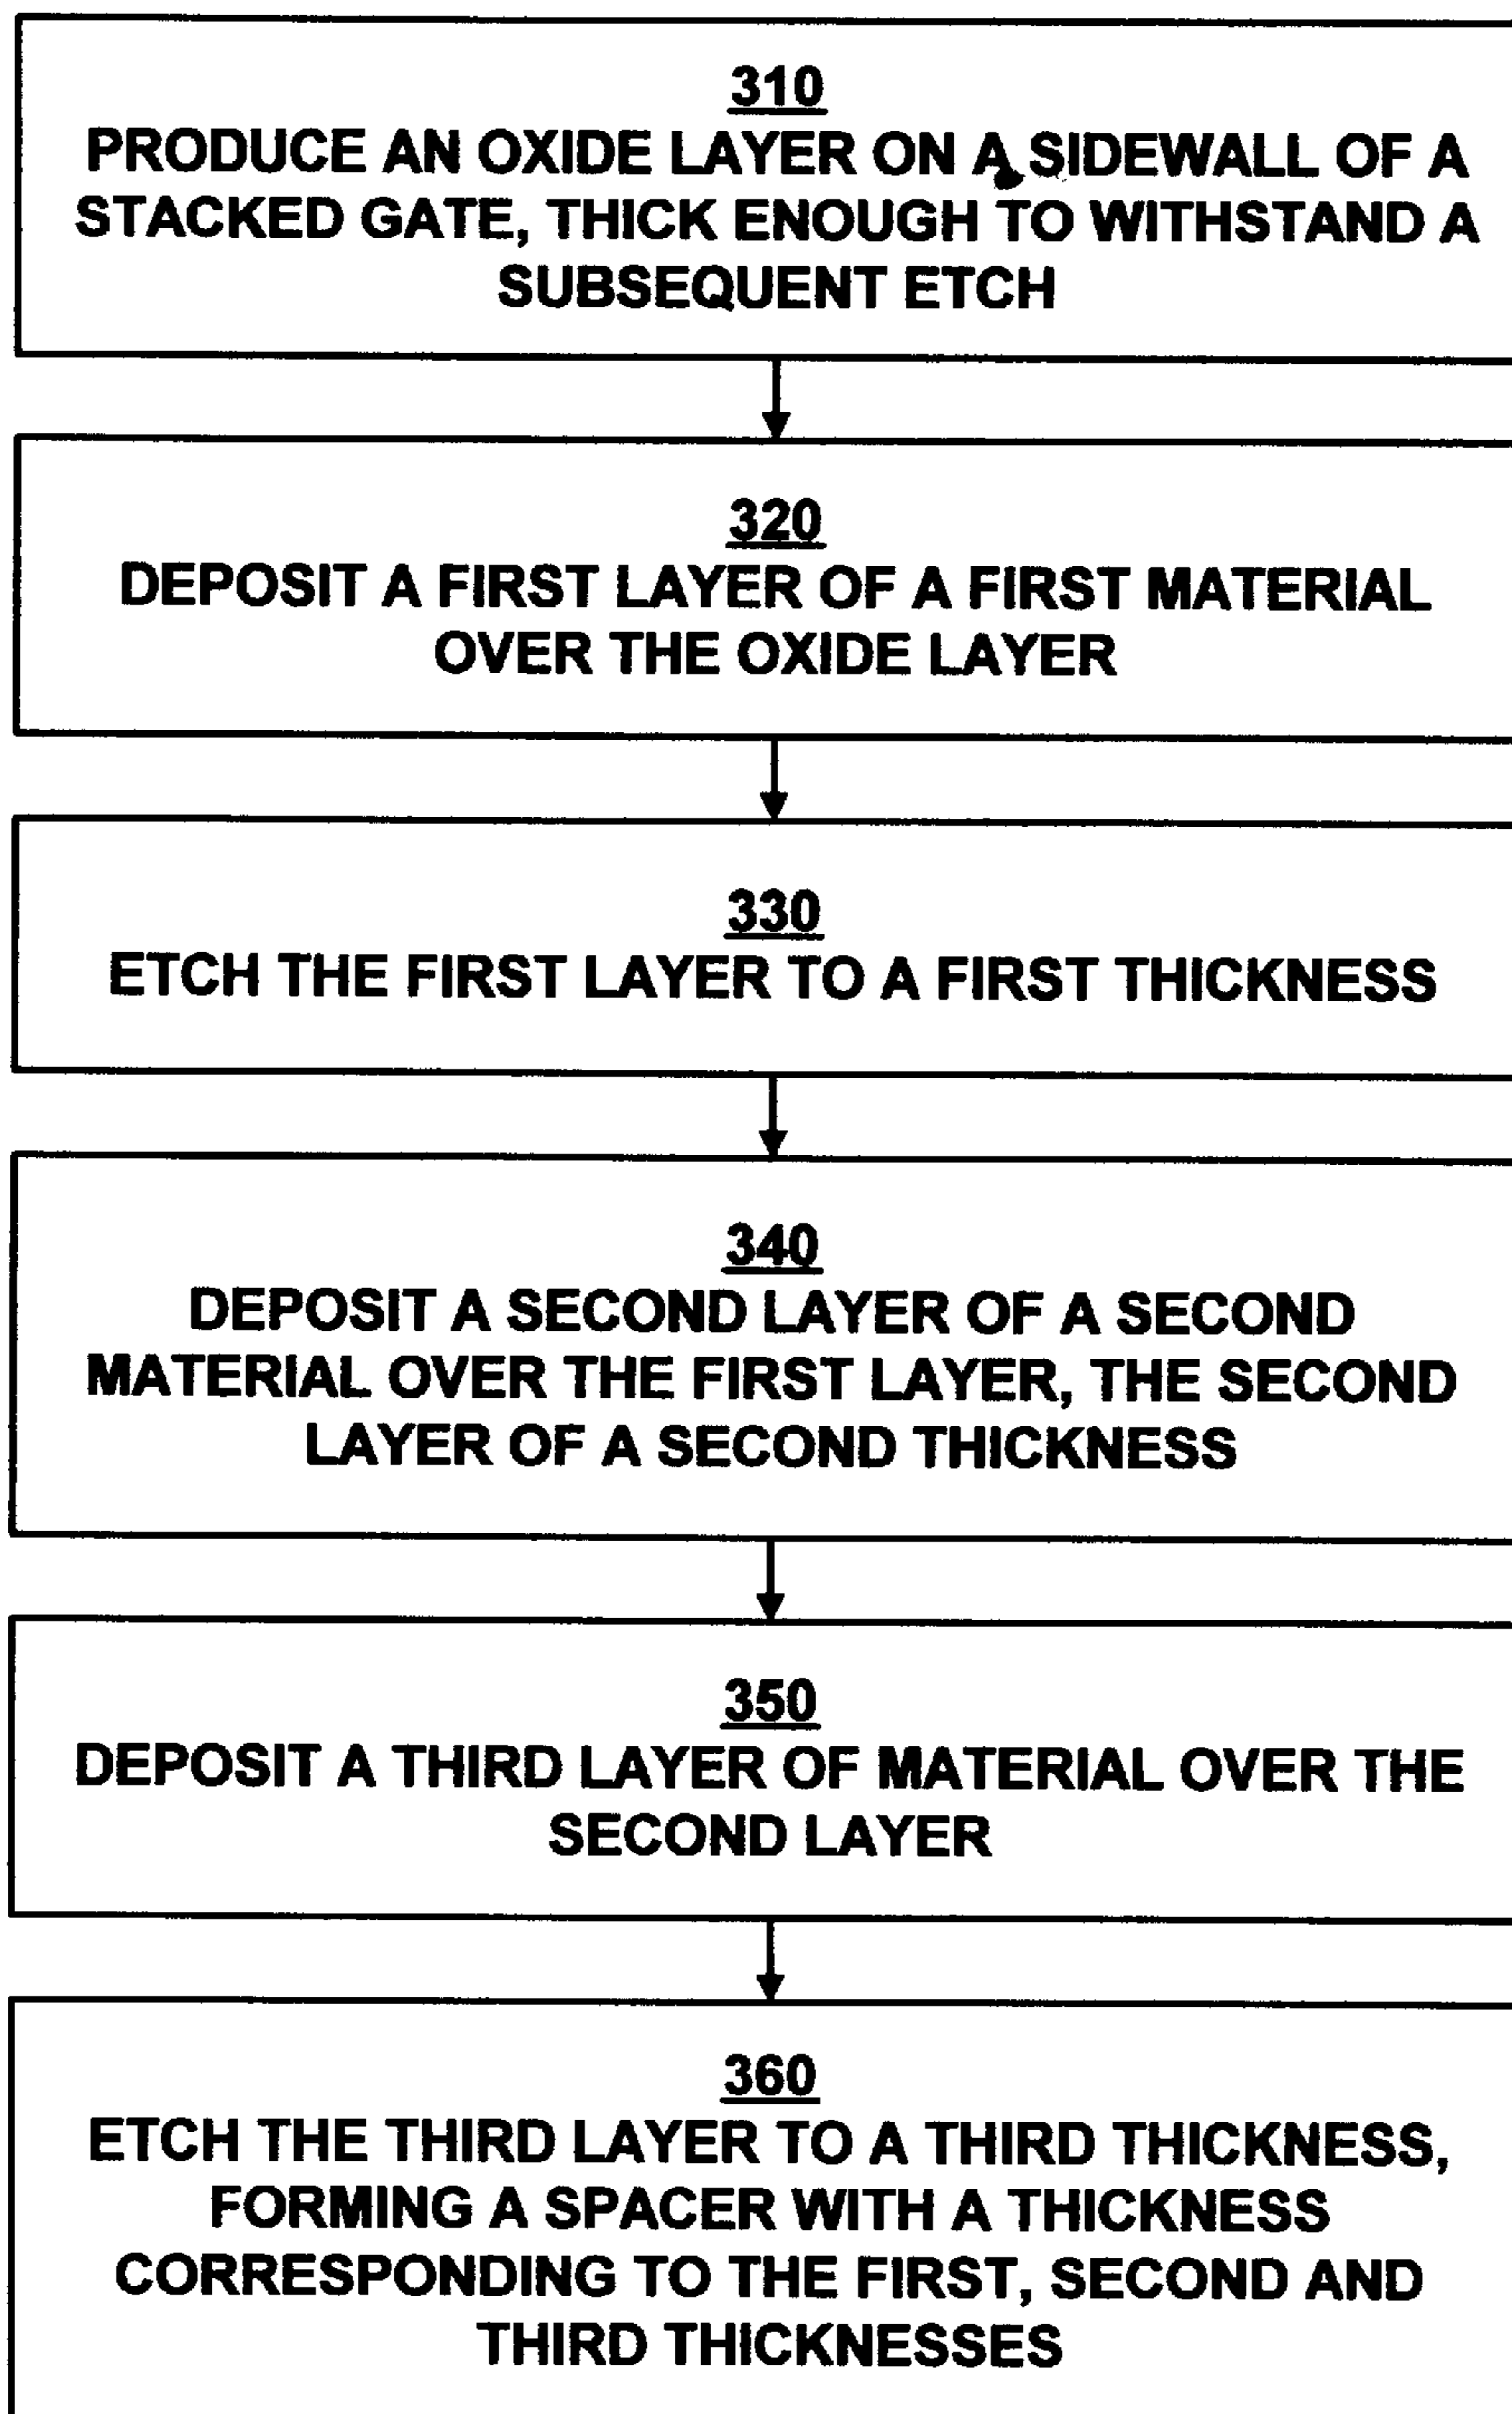 310
PRODUCE AN OXIDE LAYER ON A SIDEWALL OF A
STACKED GATE, THICK ENOUGH TO WITHSTAND A
SUBSEQUENT ETCH
320
DEPOSIT A FIRST LAYER OF A FIRST MATERIAL
OVER THE OXIDE LAYER
330
ETCH THE FIRST LAYER TO A FIRST THICKNESS
340
DEPOSIT A SECOND LAYER OF A SECOND
MATERIAL OVER THE FIRST LAYER, THE SECOND
LAYER OF A SECOND THICKNESS
350
DEPOSIT A THIRD LAYER OF MATERIAL OVER THE
SECOND LAYER
360
ETCH THE THIRD LAYER TO A THIRD THICKNESS,
FORMING A SPACER WITH A THICKNESS
CORRESPONDING TO THE FIRST, SECOND AND
THIRD THICKNESSES